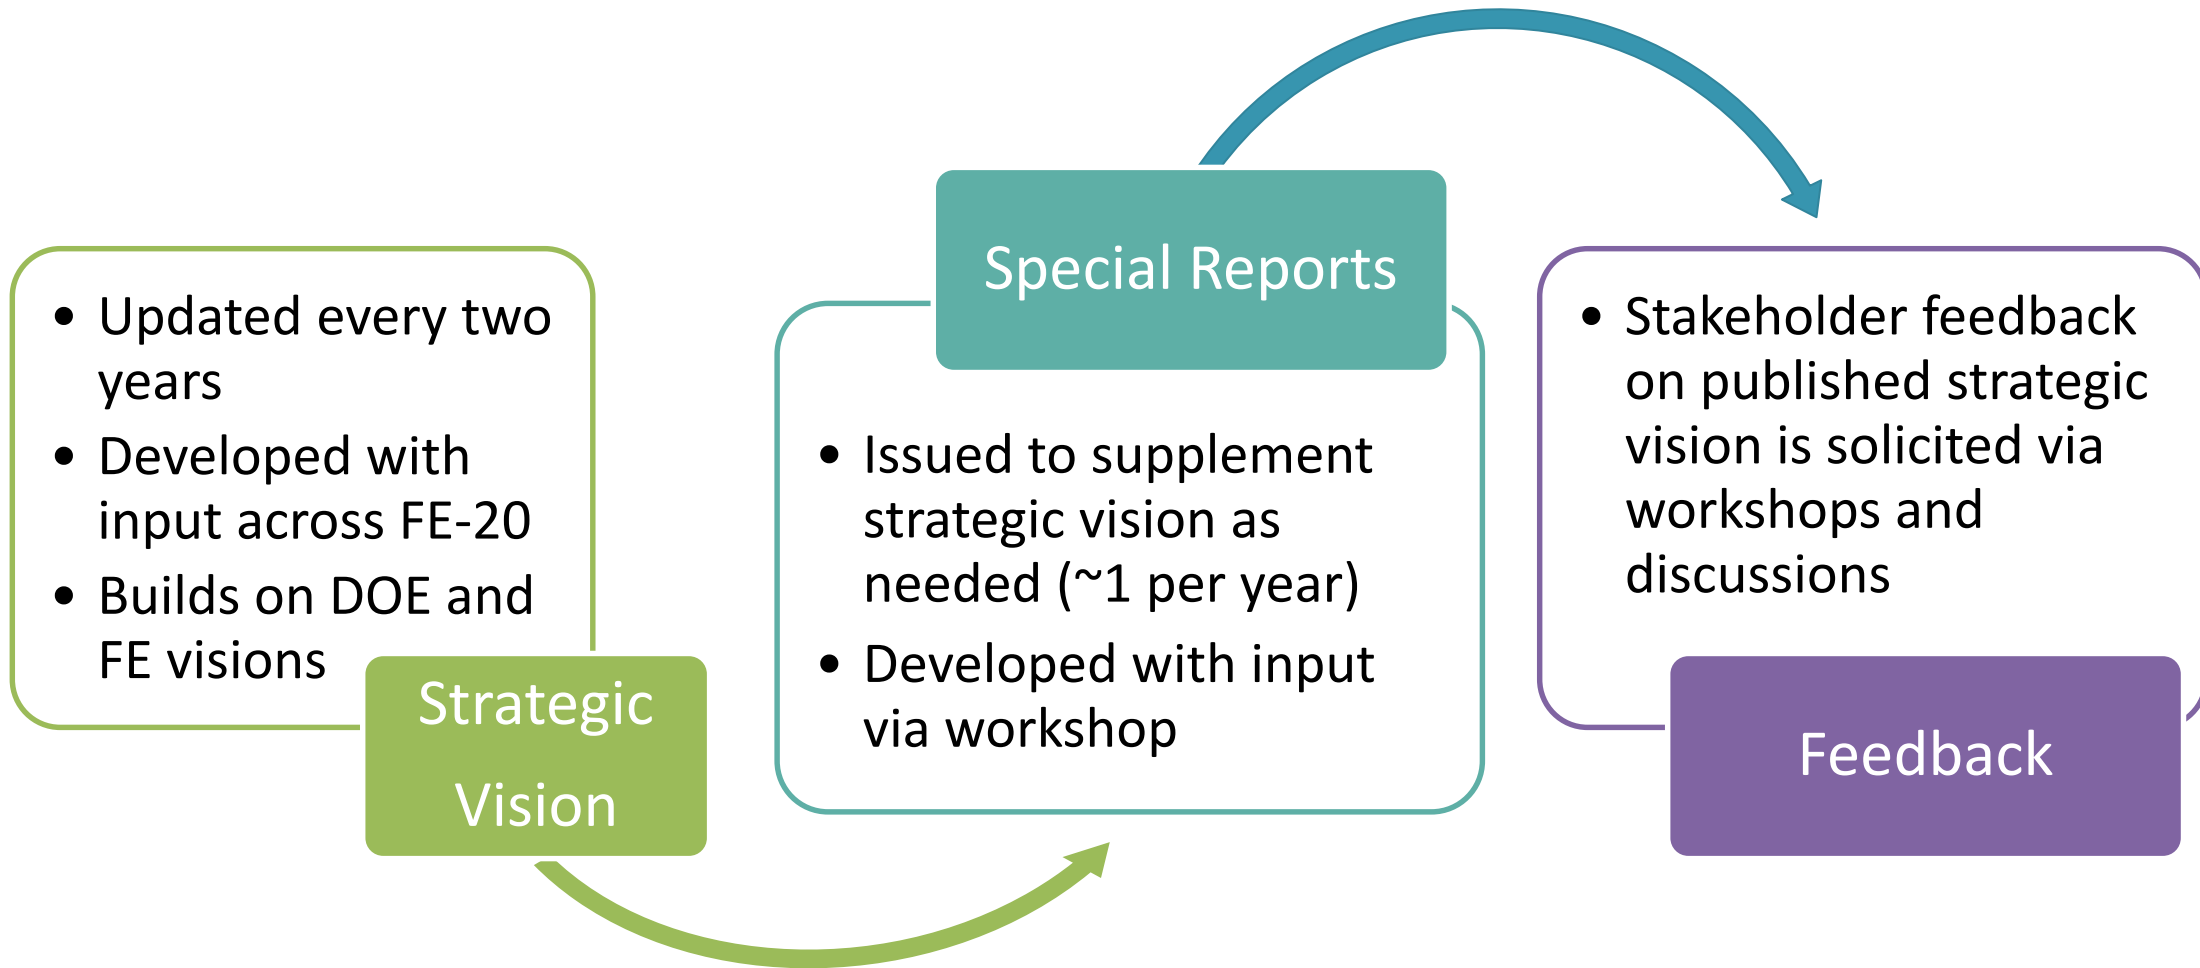 • Updated every two
years
• Developed with
input across FE-20
• Builds on DOE and
FE visions
Strategic
Vision
Special Reports
• Issued to supplement
strategic vision as
needed (~1 per year)
• Developed with input
via workshop
• Stakeholder feedback
on published strategic
vision is solicited via
workshops and
discussions
Feedback